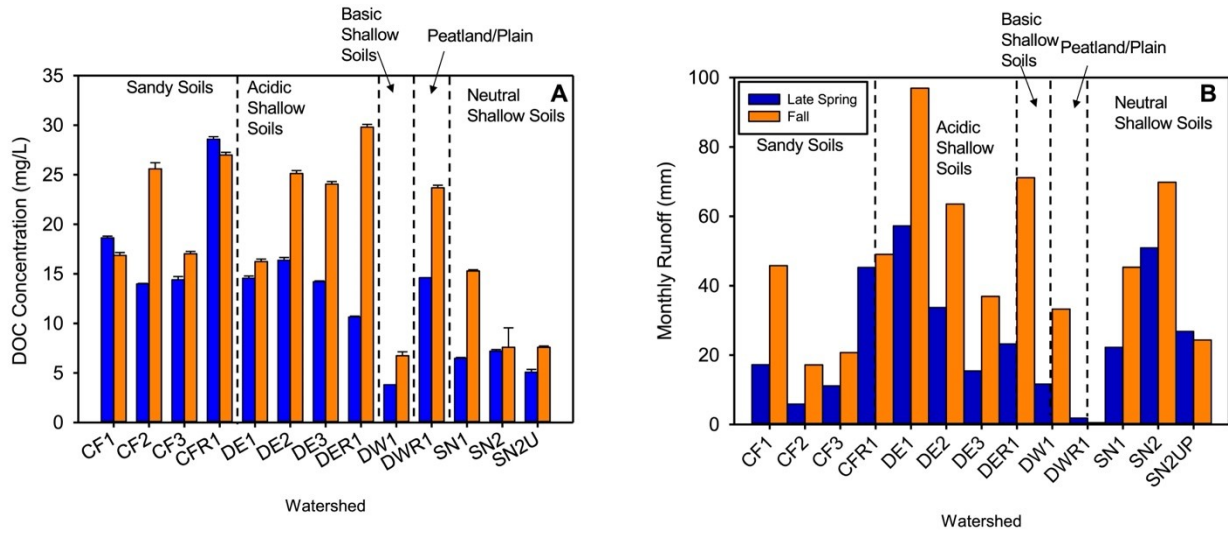 Basic
Shallow
Soils
Peatland/Plain
35
30
25
20
15
10
5
0
DOC Concentration (mg/L)
Sandy Soils
Acidic
Shallow
Soils
A
Neutral
Shallow Soils
CF1
CF2
CF3
CFR1
DE1
DE2
DE3
DER1
DW1
DWR1
SN1
SN2
SN2U
Watershed
Basic
Shallow
Soils
Peatland/Plain
100
80
60
40
20
0
Monthly Runoff (mm)
Late Spring
Fall
Sandy Soils
Acidic
Shallow
Soils
Neutral
Shallow Soils
B
CF1
CF2
CF3
CFR1
DE1
DE2
DE3
DER1
DW1
DWR1
SN1
SN2
SN2UP
Watershed